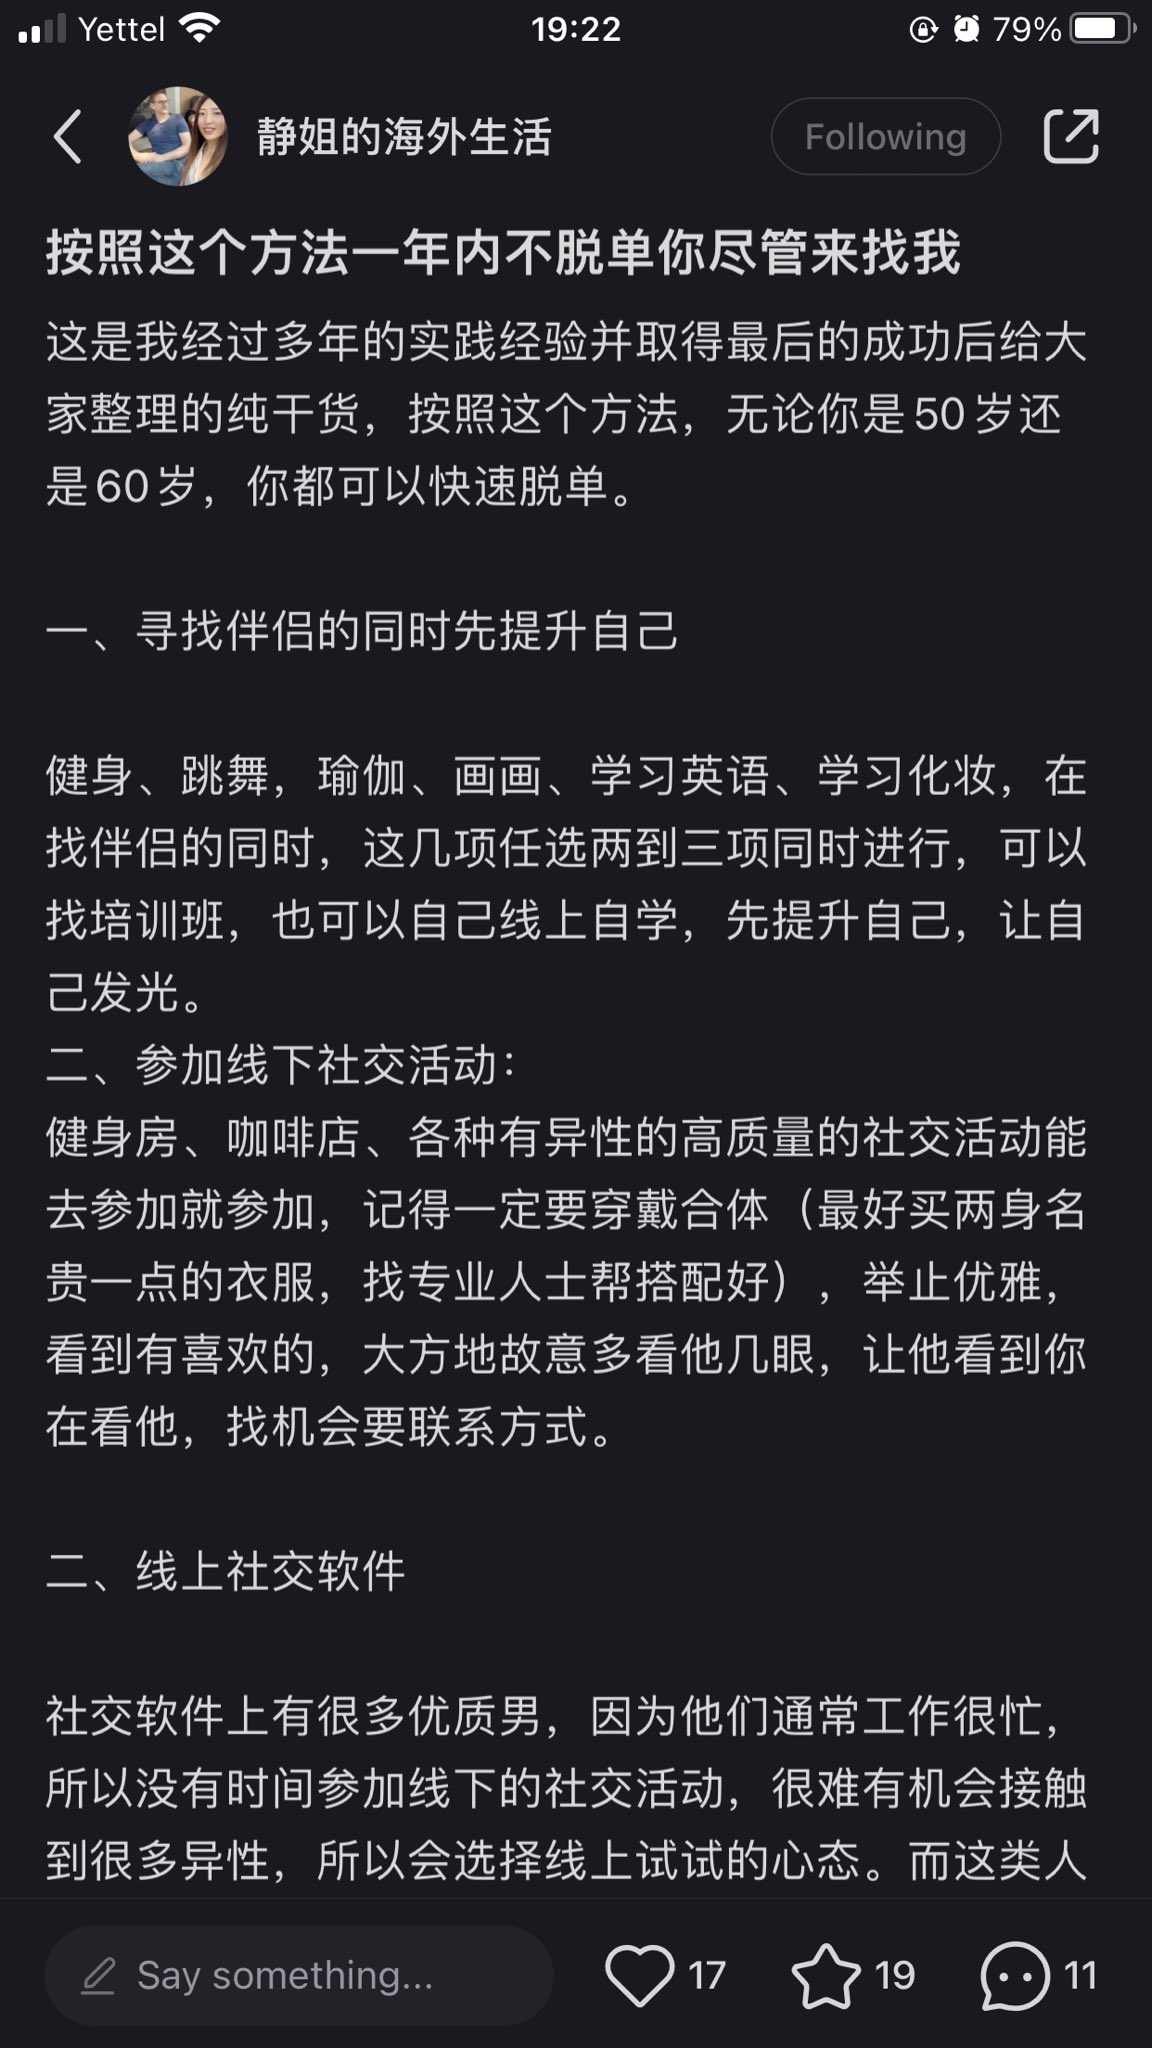 Yettel
19:22
79%
静姐的海外生活
Following
按照这个方法一年内不脱单你尽管来找我
这是我经过多年的实践经验并取得最后的成功后给大
家整理的纯干货，按照这个方法，无论你是50岁还
是60岁，你都可以快速脱单。
一、寻找伴侣的同时先提升自己
健身、跳舞，瑜伽、画画、学习英语、学习化妆，在
找伴侣的同时，这几项任选两到三项同时进行，可以
找培训班，也可以自己线上自学，先提升自己，让自
己发光。
二、参加线下社交活动：
健身房、咖啡店、各种有异性的高质量的社交活动能
去参加就参加，记得一定要穿戴合体（最好买两身名
贵一点的衣服，找专业人士帮搭配好），举止优雅，
看到有喜欢的，大方地故意多看他几眼，让他看到你
在看他，找机会要联系方式。
二、线上社交软件
社交软件上有很多优质男，因为他们通常工作很忙，
所以没有时间参加线下的社交活动，很难有机会接触
到很多异性，所以会选择线上试试的心态。而这类人
Say something...
17
19
11